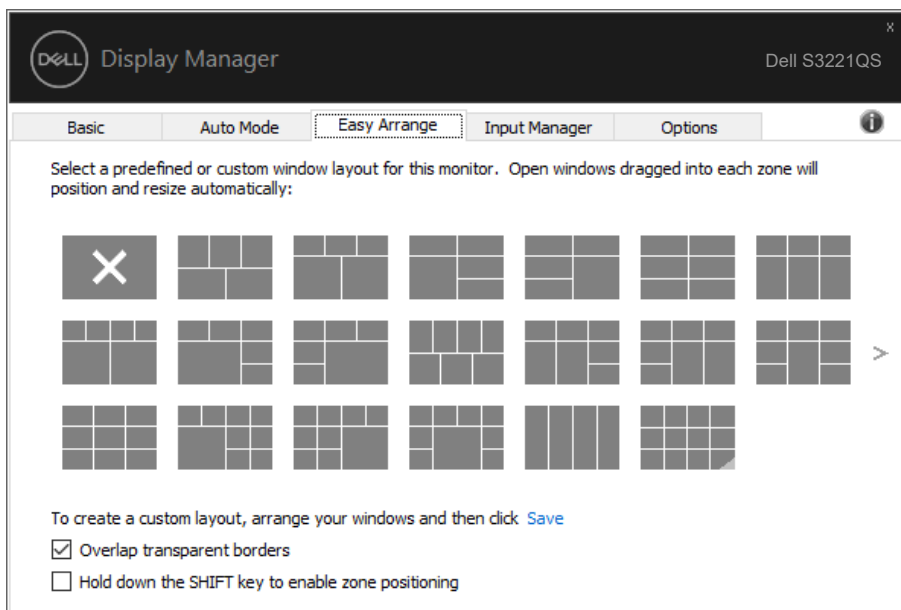 x
DELL Display Manager
Dell S3221QS
Basic Auto Mode Easy Arrange Input Manager Options
Select a predefined or custom window layout for this monitor. Open windows dragged into each zone will
position and resize automatically:
>
To create a custom layout, arrange your windows and then click Save
Overlap transparent borders
Hold down the SHIFT key to enable zone positioning